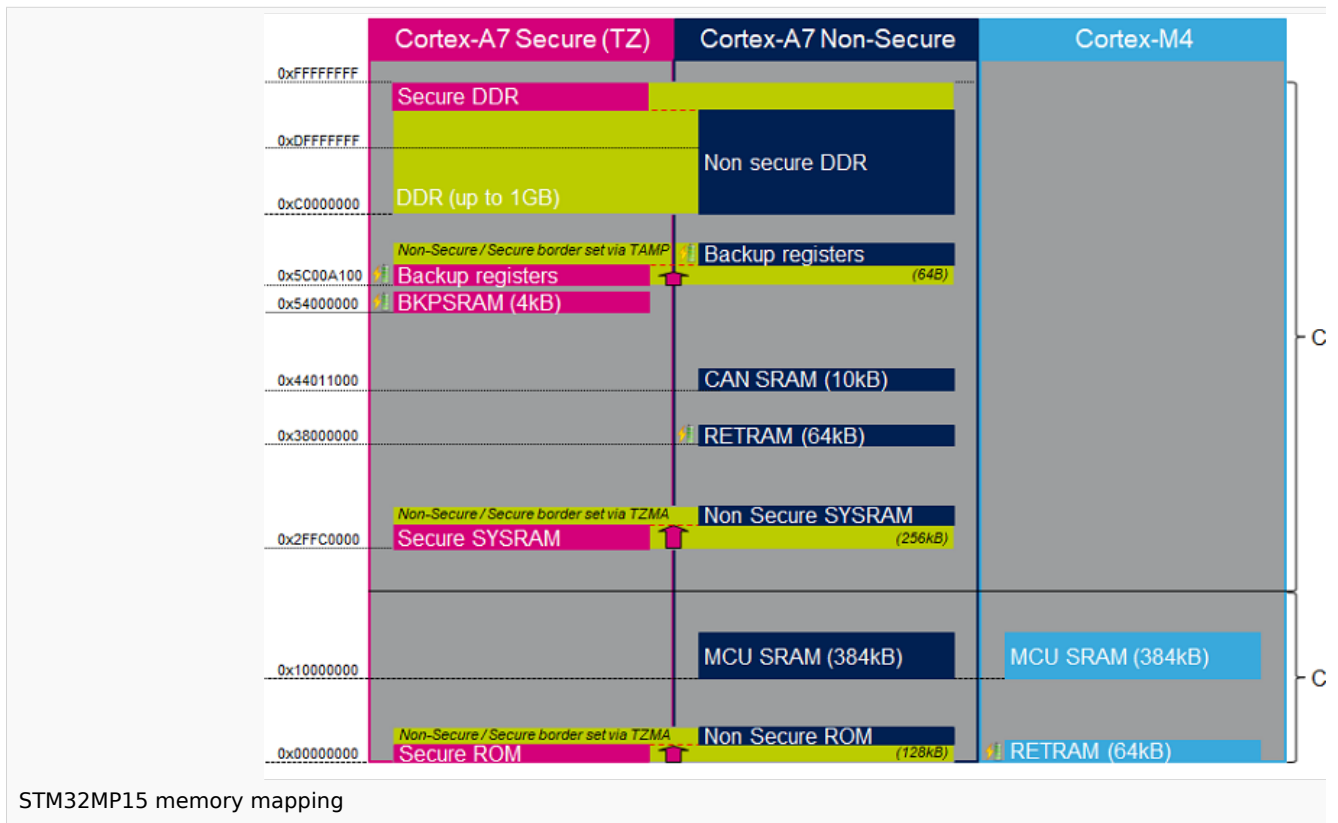 Cortex-A7 Secure (TZ) Cortex-A7 Non-Secure Cortex-M4
0xFFFFFFFF
Secure DDR
0xDFFFFFFF
Non secure DDR
DDR (up to 1GB)
0xC0000000
Non-Secure / Secure border set via TAMP Backup registers
0x5C00A100 Backup registers (64B)
0x54000000 BKPSRAM (4kB)
C
0x44011000 CAN SRAM (10kB)
0x38000000 RETRAM (64kB)
Non-Secure / Secure border set via TZMA Non Secure SYSRAM
0x2FFC0000 Secure SYSRAM (256kB)
MCU SRAM (384kB) MCU SRAM (384kB)
0x10000000
C
Non-Secure / Secure border set via TZMA Non Secure ROM
0x00000000 Secure ROM (128kB) RETRAM (64kB)
STM32MP15 memory mapping